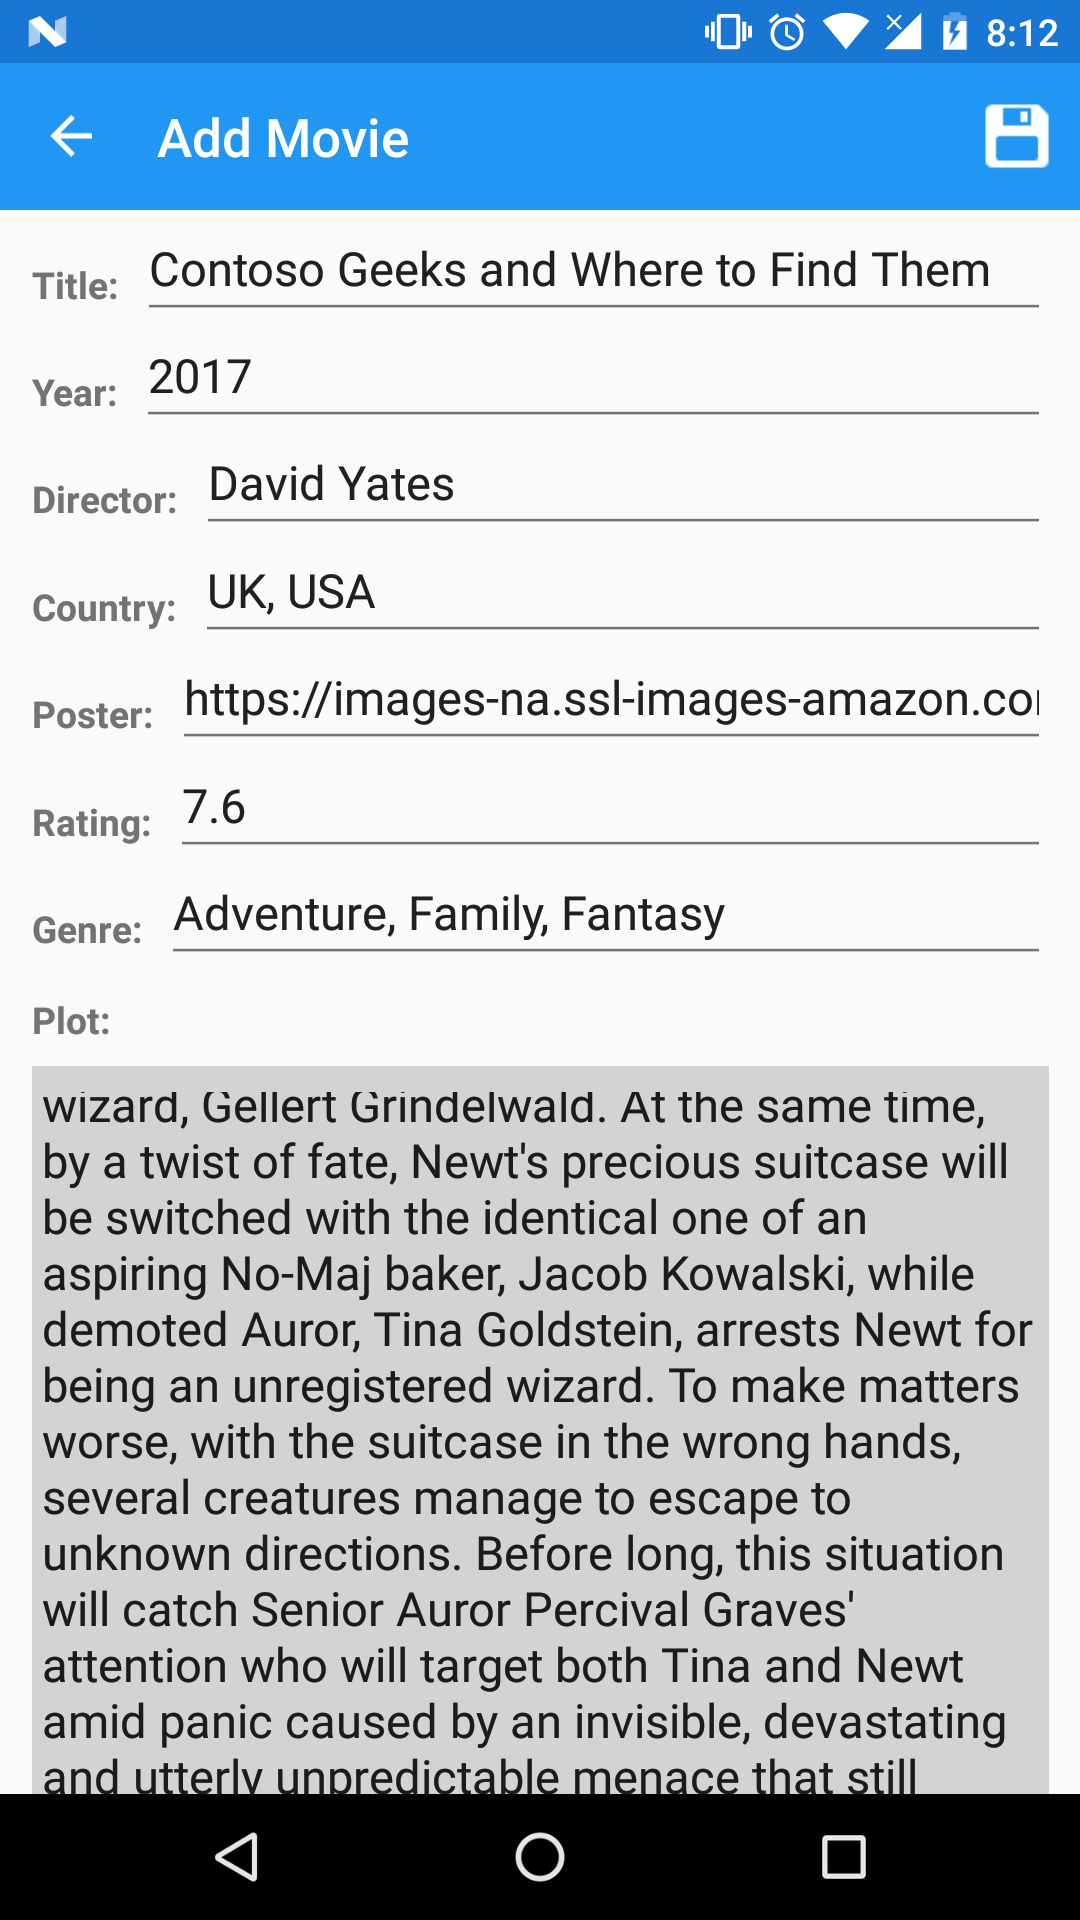 8:12
Add Movie
Title: Contoso Geeks and Where to Find Them
Year: 2017
Director: David Yates
Country: UK, USA
Poster: https://images-na.ssl-images-amazon.co
Rating: 7.6
Genre: Adventure, Family, Fantasy
Plot:
wizard, Gellert Grindelwald. At the same time,
by a twist of fate, Newt's precious suitcase will
be switched with the identical one of an
aspiring No-Maj baker, Jacob Kowalski, while
demoted Auror, Tina Goldstein, arrests Newt for
being an unregistered wizard. To make matters
worse, with the suitcase in the wrong hands,
several creatures manage to escape to
unknown directions. Before long, this situation
will catch Senior Auror Percival Graves'
attention who will target both Tina and Newt
amid panic caused by an invisible, devastating
and utterly unpredictable menace that still